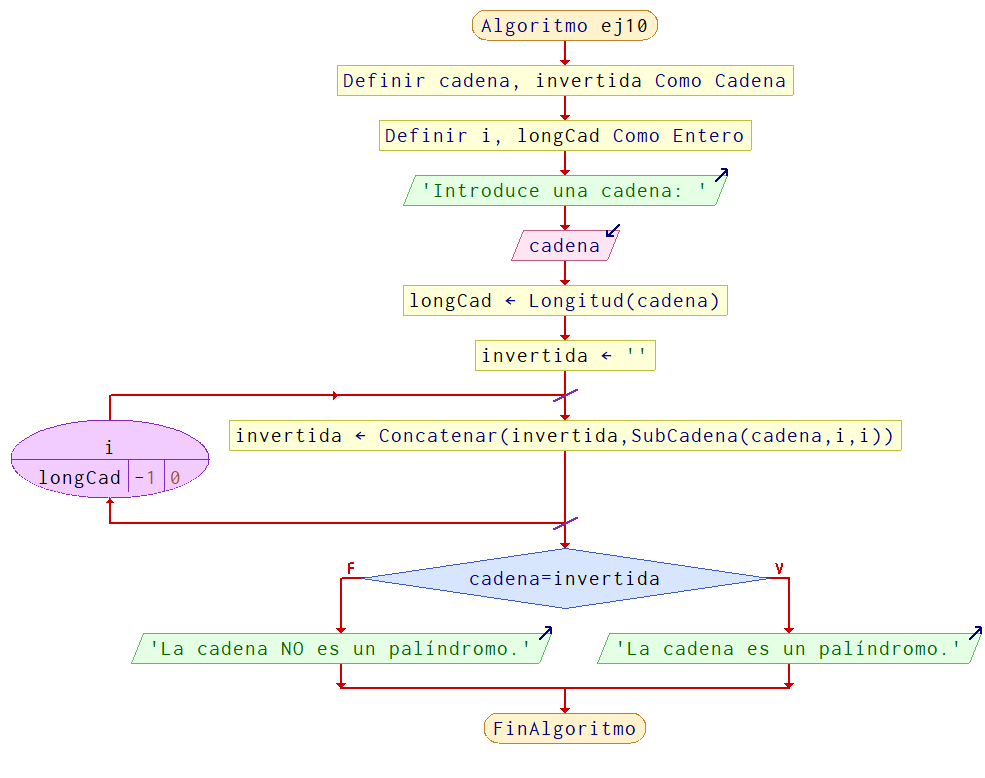 Algoritmo ej10
Definir cadena, invertida Como Cadena
Definir i, longCad Como Entero
'Introduce una cadena: '
cadena
longCad ← Longitud(cadena)
invertida ← ''
invertida ← Concatenar(invertida,SubCadena(cadena,i,i))
i
longCad -1 0
cadena=invertida
F
V
'La cadena NO es un palíndromo.'
'La cadena es un palíndromo.'
FinAlgoritmo